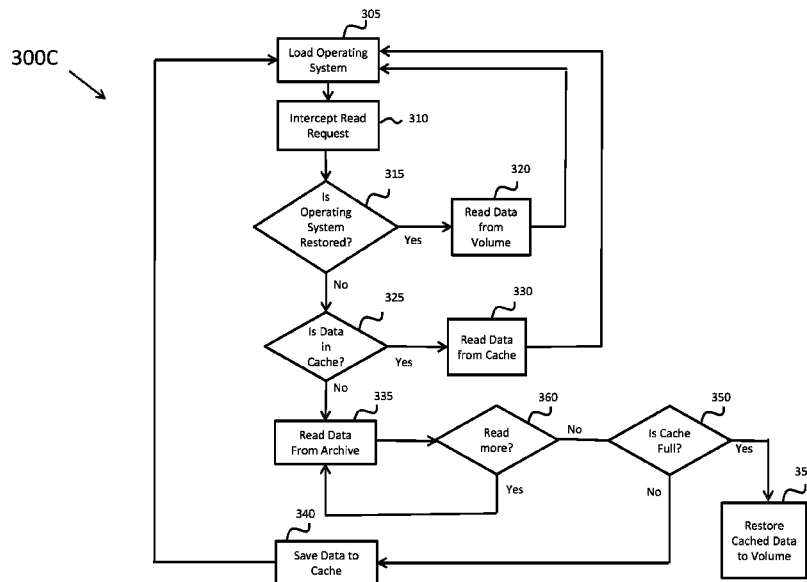 300C
305
Load Operating
System
Intercept Read
Request
310
315
Is
Operating
System
Restored?
Yes
No
320
Read Data
from
Volume
325
Is Data
in
Cache?
Yes
No
330
Read Data
from Cache
335
Read Data
From Archive
360
Read
more?
No
Yes
350
Is Cache
Full?
Yes
No
35
Restore
Cached Data
to Volume
340
Save Data to
Cache